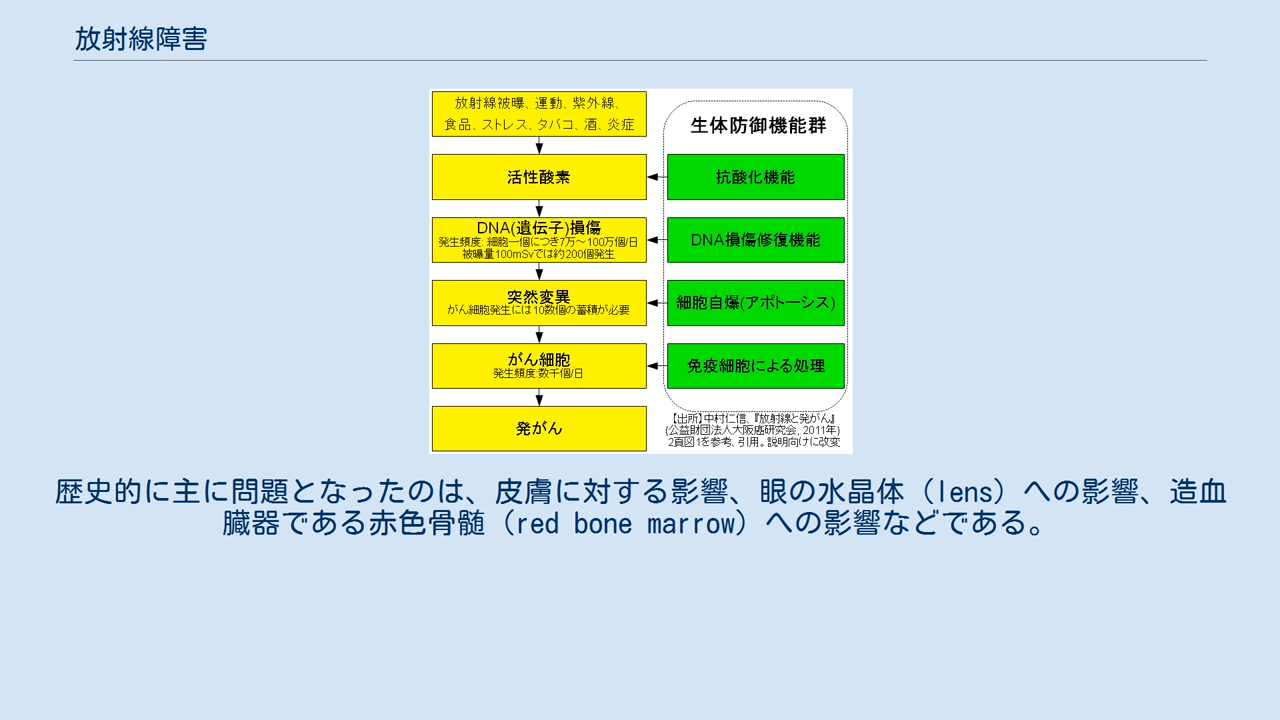 放射線障害
放射線被曝、運動、紫外線、
食品、ストレス、タバコ、酒、炎症
生体防御機能群
活性酸素
抗酸化機能
DNA(遺伝子)損傷
発生頻度: 細胞一個につき7万～100万個/日
被曝量100mSvでは約200個発生
DNA損傷修復機能
突然変異
がん細胞発生には10数個の蓄積が必要
細胞自爆(アポトーシス)
がん細胞
発生頻度:数千個/日
免疫細胞による処理
発がん
【出所】中村仁信、『放射線と発がん』
(公益財団法人大阪癌研究会, 2011年)
2頁図1を参考、引用。説明向けに改変
歴史的に主に問題となったのは、皮膚に対する影響、眼の水晶体（lens）への影響、造血
臓器である赤色骨髄（red bone marrow）への影響などである。